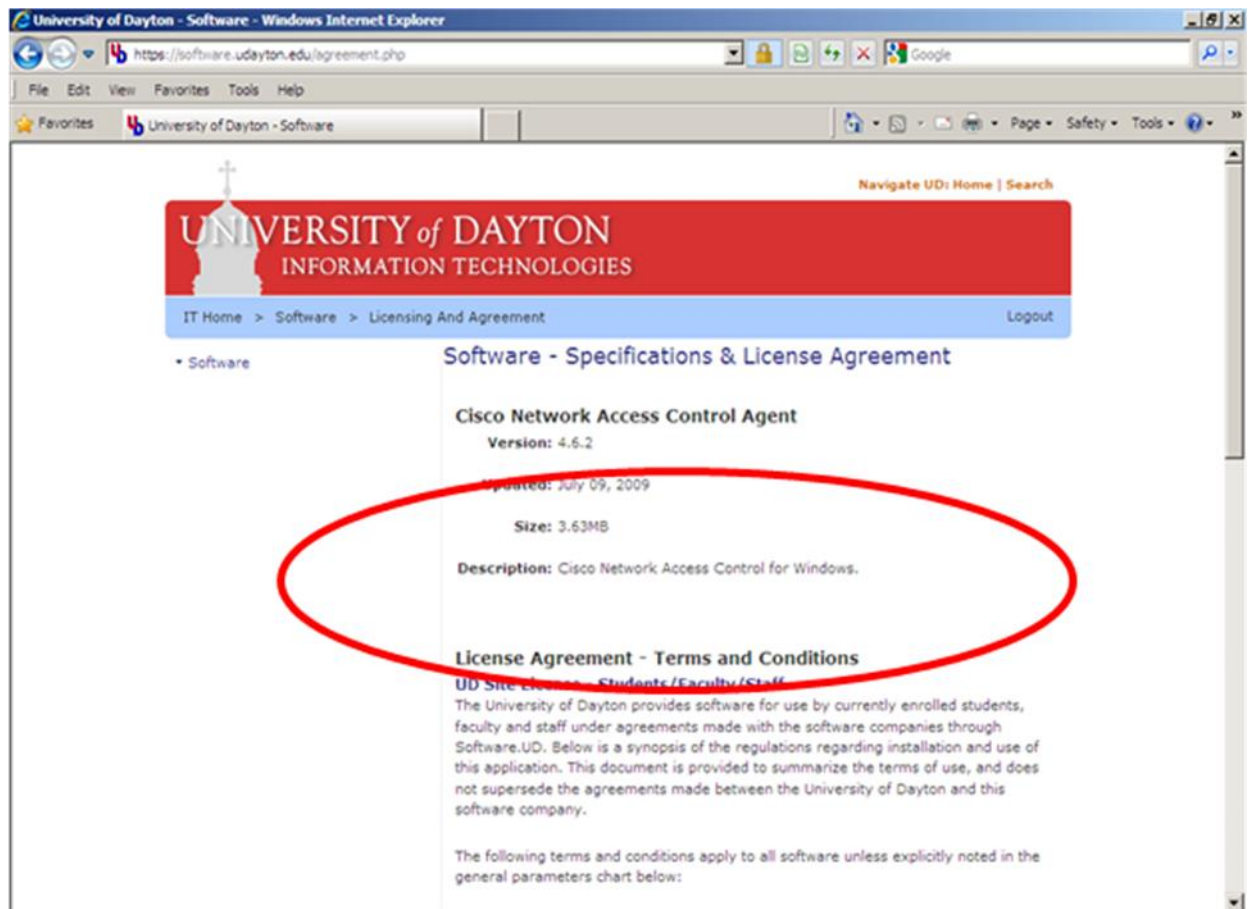 University of Dayton - Software - Windows Internet Explorer
https://software.udayton.edu/agreement.php
Google
File Edit View Favorites Tools Help
Favorites
University of Dayton - Software
Page
Safety
Tools
Navigate UD: Home | Search
UNIVERSITY of DAYTON
INFORMATION TECHNOLOGIES
IT Home > Software > Licensing And Agreement
Logout
Software
Software - Specifications & License Agreement
Cisco Network Access Control Agent
Version: 4.6.2
Updated: July 09, 2009
Size: 3.63MB
Description: Cisco Network Access Control for Windows.
License Agreement - Terms and Conditions
UD Site License - Students/Faculty/Staff
The University of Dayton provides software for use by currently enrolled students,
faculty and staff under agreements made with the software companies through
Software.UD. Below is a synopsis of the regulations regarding installation and use of
this application. This document is provided to summarize the terms of use, and does
not supersede the agreements made between the University of Dayton and this
software company.
The following terms and conditions apply to all software unless explicitly noted in the
general parameters chart below: